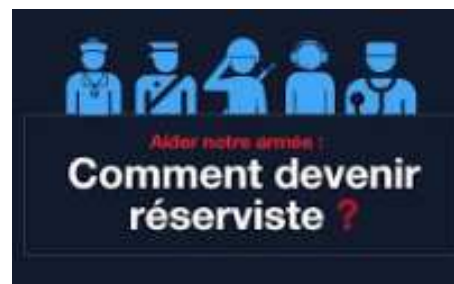 Aider notre armée :
Comment devenir
réserviste ?